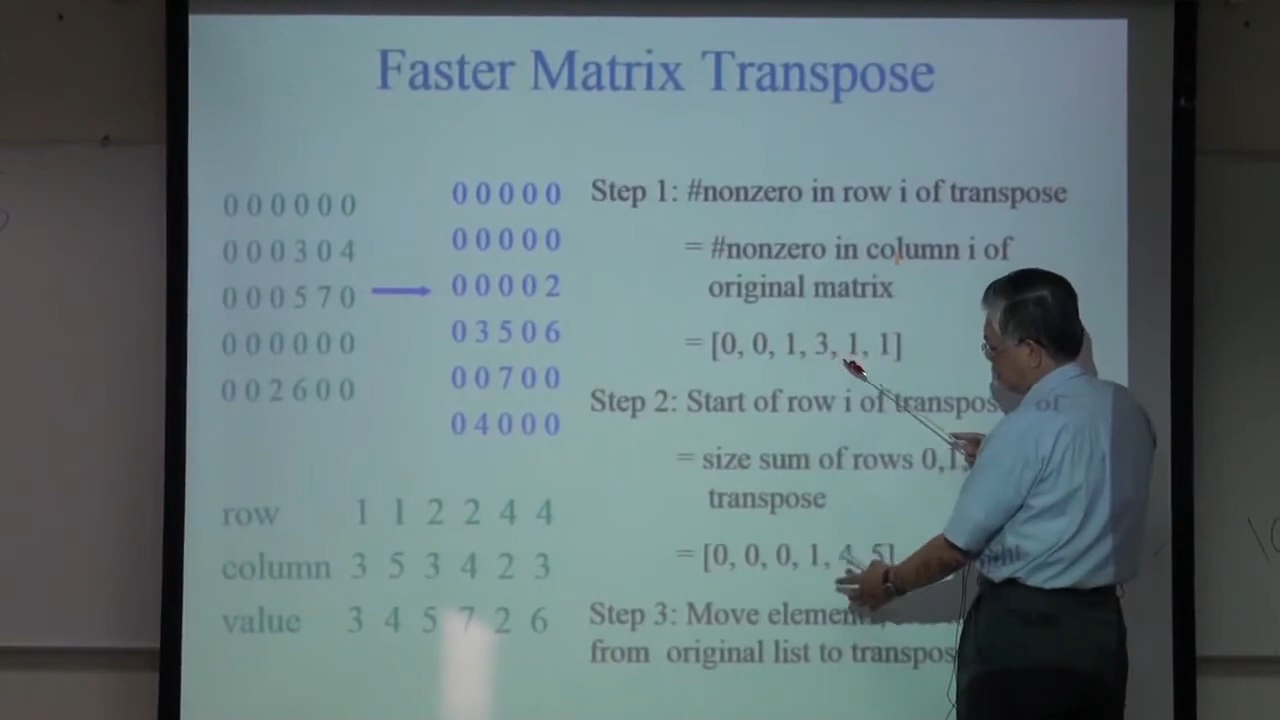 Faster Matrix Transpose
0 0 0 0 0 0
0 0 0 3 0 4
0 0 0 5 7 0
0 0 0 0 0 0
0 0 2 6 0 0
0 0 0 0 0
0 0 0 0 0
0 0 0 0 2
0 3 5 0 6
0 0 7 0 0
0 4 0 0 0
row 1 1 2 2 4 4
column 3 5 3 4 2 3
value 3 4 5 7 2 6
Step 1: #nonzero in row i of transpose
= #nonzero in column i of
original matrix
= [0, 0, 1, 3, 1, 1]
Step 2: Start of row i of transpos of
= size sum of rows 0,1,
transpose
= [0, 0, 0, 1, 4, 5]
Step 3: Move element
from original list to transpos